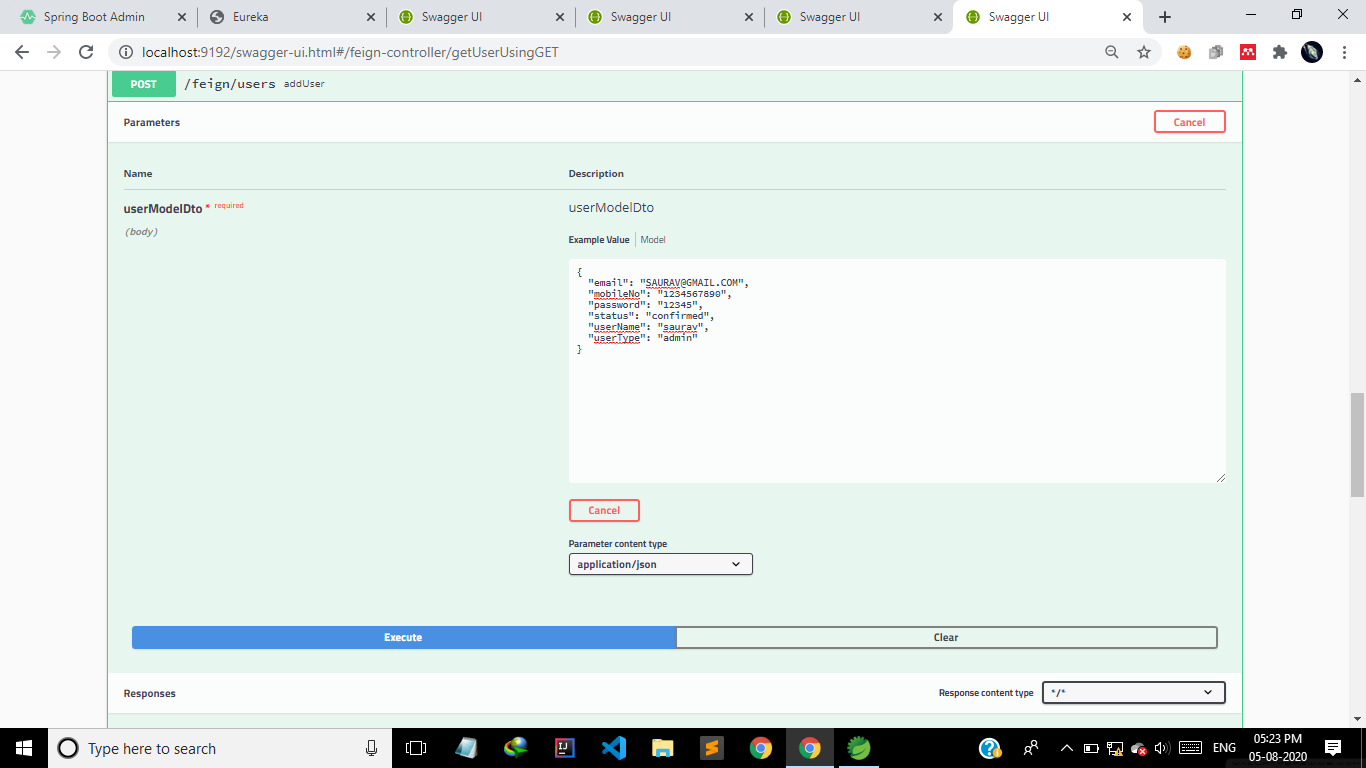 Spring Boot Admin
Eureka
Swagger UI
Swagger UI
Swagger UI
Swagger UI
localhost:9192/swagger-ui.html#/feign-controller/getUserUsingGET
POST /feign/users addUser
Parameters
Cancel
Name
Description
userModelDto * required
(body)
userModelDto
Example Value
Model
{
"email": "SAURAV@GMAIL.COM",
"mobileNo": "1234567890",
"password": "12345",
"status": "confirmed",
"userName": "saurav",
"userType": "admin"
}
Cancel
Parameter content type
application/json
Execute
Clear
Responses
Response content type
*/*
Type here to search
ENG
05:23 PM
05-08-2020